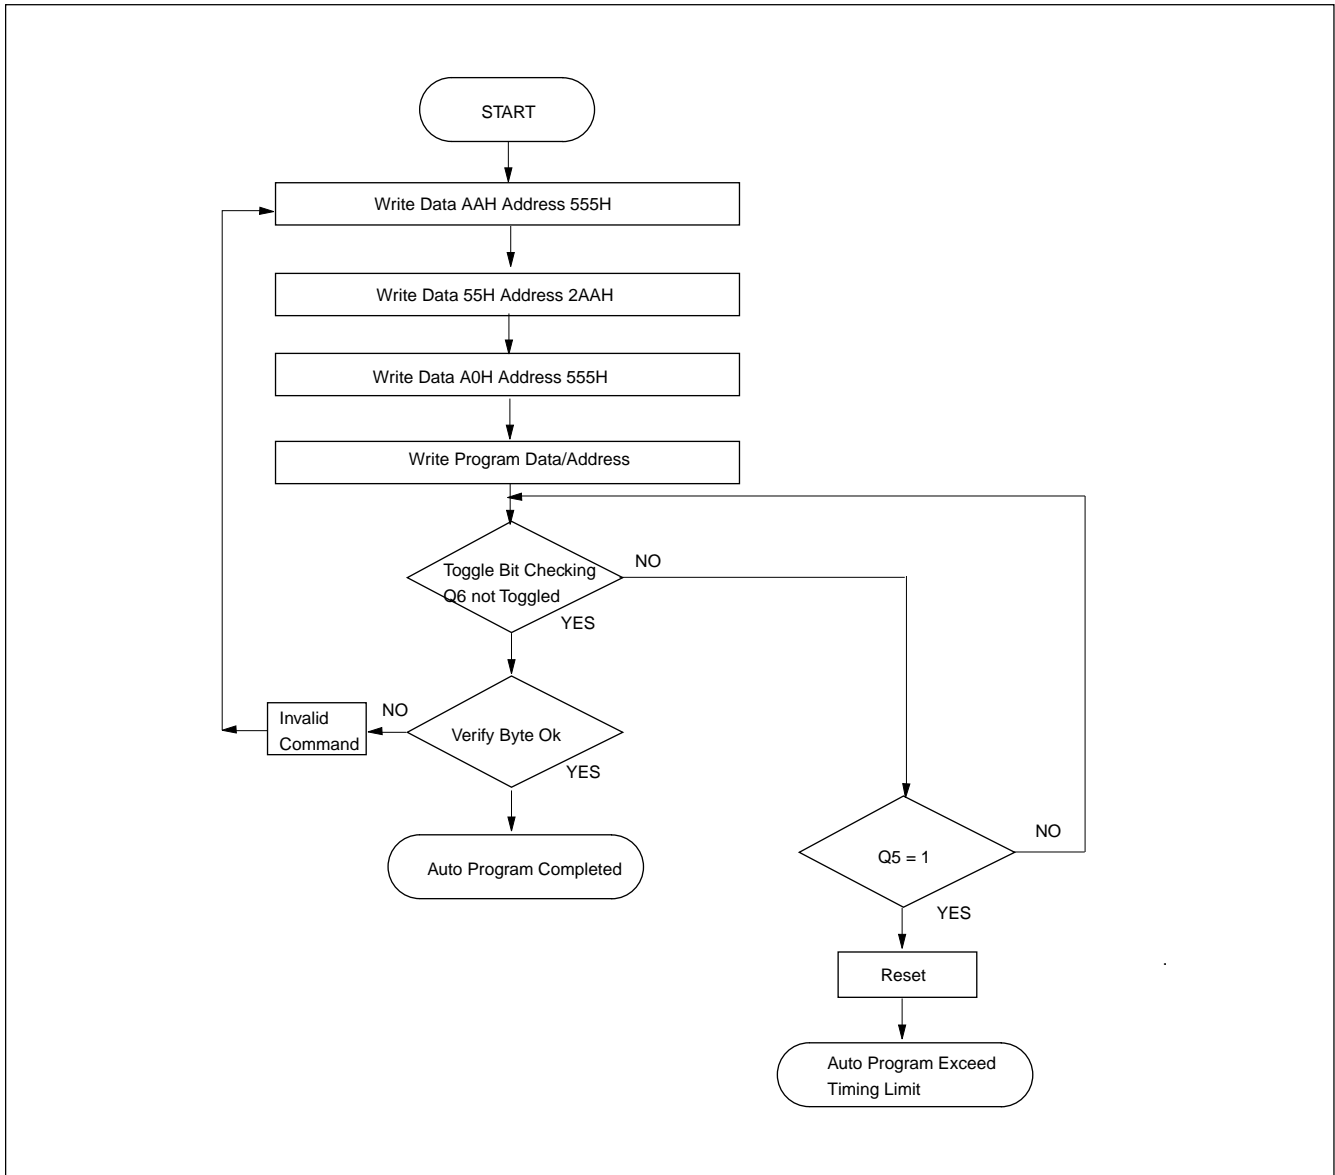 START
Write Data AAH Address 555H
Write Data 55H Address 2AAH
Write Data A0H Address 555H
Write Program Data/Address
Toggle Bit Checking
Q6 not Toggled
NO
YES
Invalid
Command
NO
Verify Byte Ok
YES
Auto Program Completed
Q5 = 1
NO
YES
Reset
Auto Program Exceed
Timing Limit